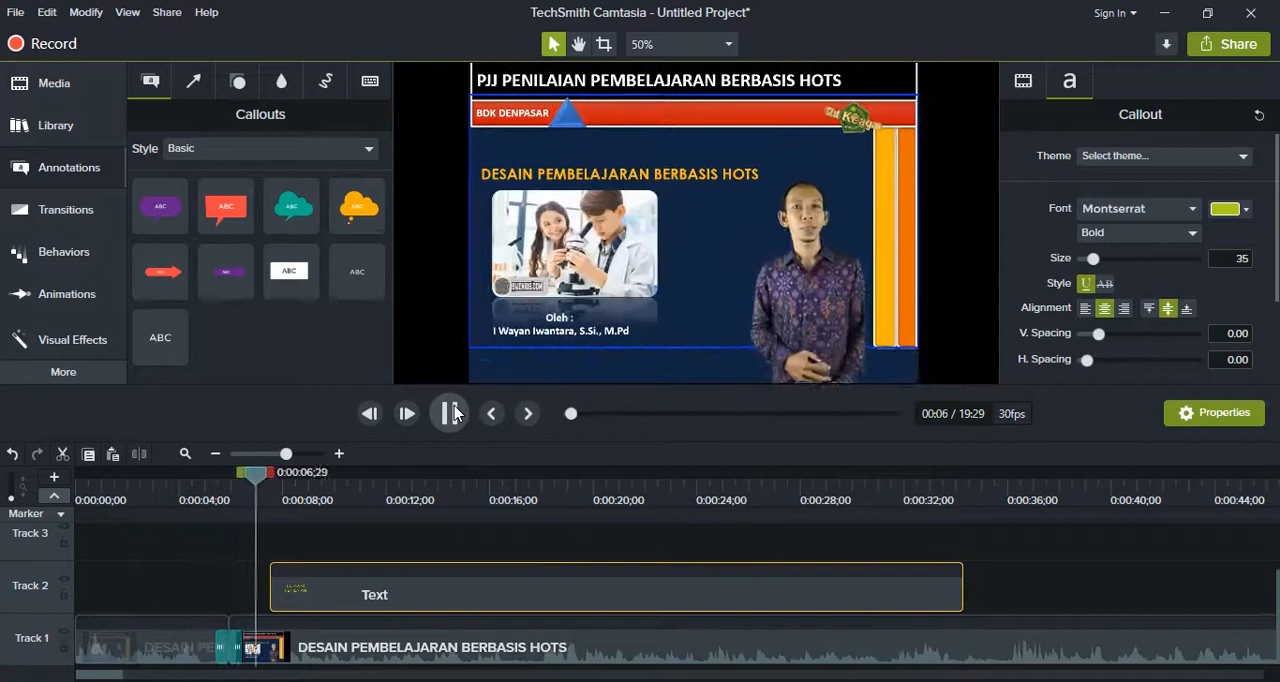 TechSmith Camtasia - Untitled Project*
File Edit Modify View Share Help
Sign In
Record
50%
Share
Media
Library
Annotations
Transitions
Behaviors
Animations
Visual Effects
More
Callouts
Style Basic
ABC ABC ABC ABC
ABC ABC ABC ABC
ABC
PJJ PENILAIAN PEMBELAJARAN BERBASIS HOTS
BDK DENPASAR
DESAIN PEMBELAJARAN BERBASIS HOTS
Oleh :
I Wayan Iwantara, S.Si., M.Pd
a
Callout
Theme Select theme...
Font Montserrat
Bold
Size 35
Style U AB
Alignment
V. Spacing 0.00
H. Spacing 0.00
00:06 / 19:29 30fps
Properties
0:00:06;29
0:00:00;00 0:00:04;00 0:00:08;00 0:00:12;00 0:00:16;00 0:00:20;00 0:00:24;00 0:00:28;00 0:00:32;00 0:00:36;00 0:00:40;00 0:00:44;00
Marker
Track 3
Track 2
Text
Track 1
DESAIN PE
DESAIN PEMBELAJARAN BERBASIS HOTS